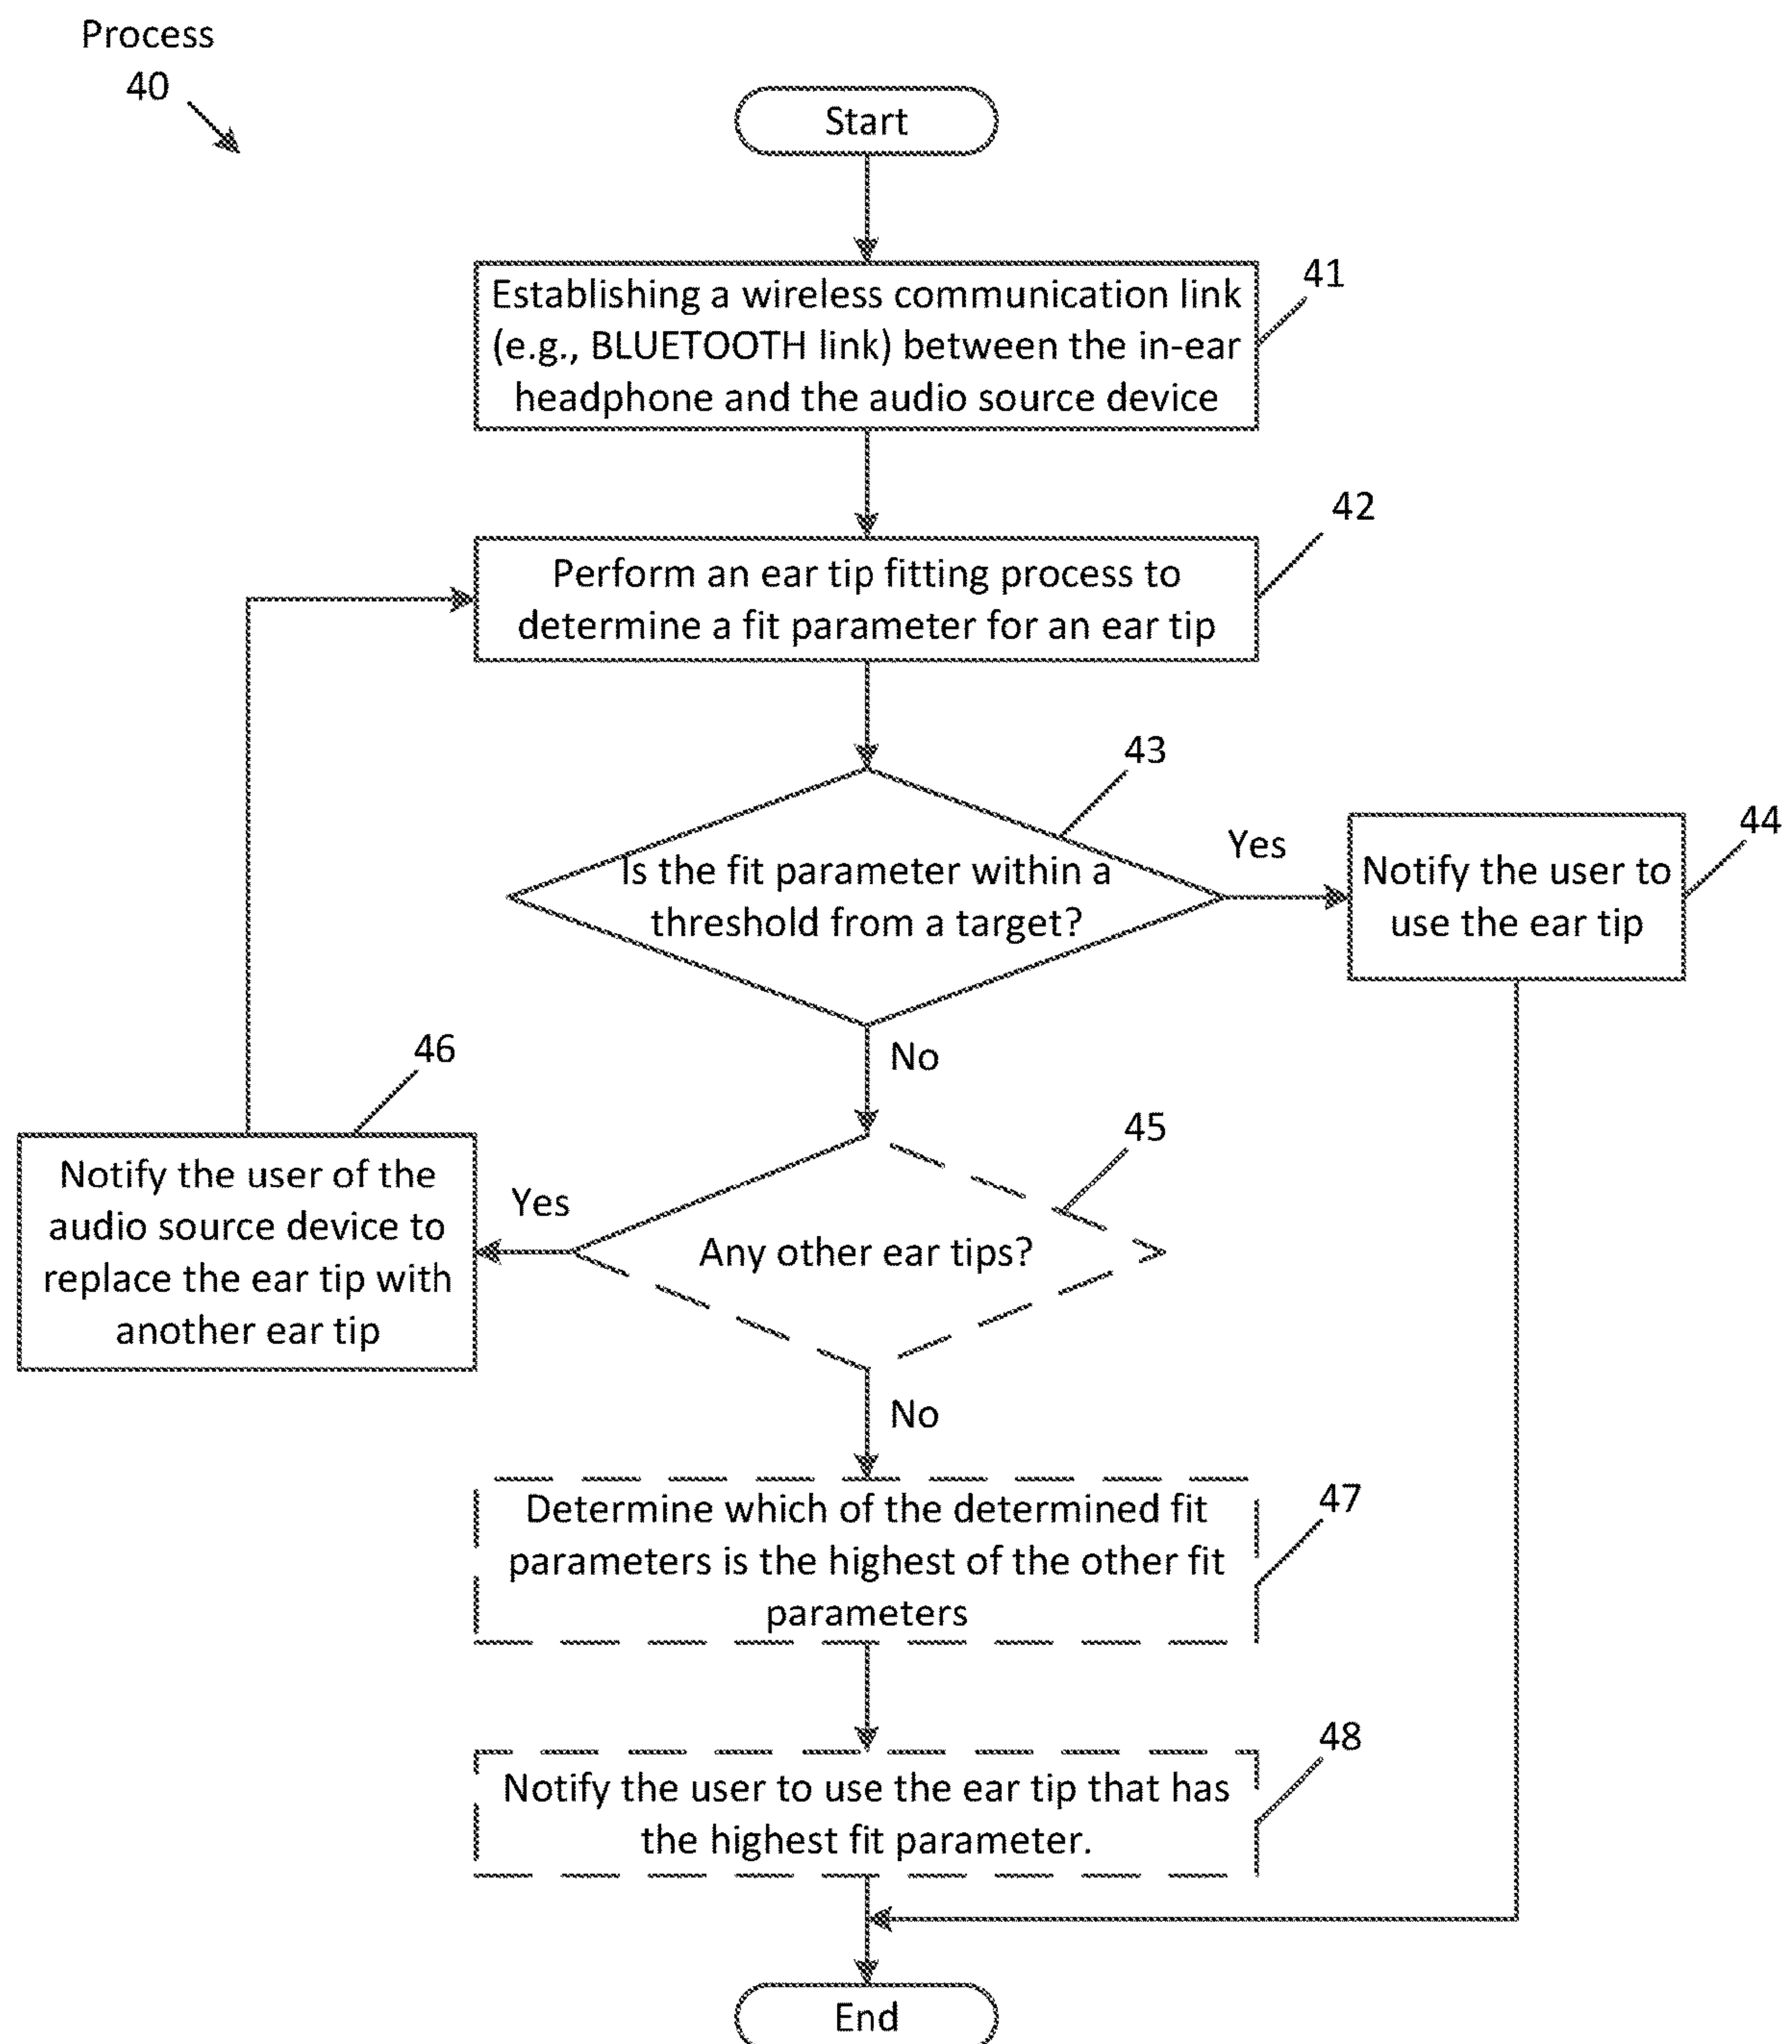 Process
40
Start
41
Establishing a wireless communication link
(e.g., BLUETOOTH link) between the in-ear
headphone and the audio source device
42
Perform an ear tip fitting process to
determine a fit parameter for an ear tip
43
Is the fit parameter within a
threshold from a target?
Yes
44
Notify the user to
use the ear tip
No
46
Notify the user of the
audio source device to
replace the ear tip with
another ear tip
Yes
45
Any other ear tips?
No
47
Determine which of the determined fit
parameters is the highest of the other fit
parameters
48
Notify the user to use the ear tip that has
the highest fit parameter.
End